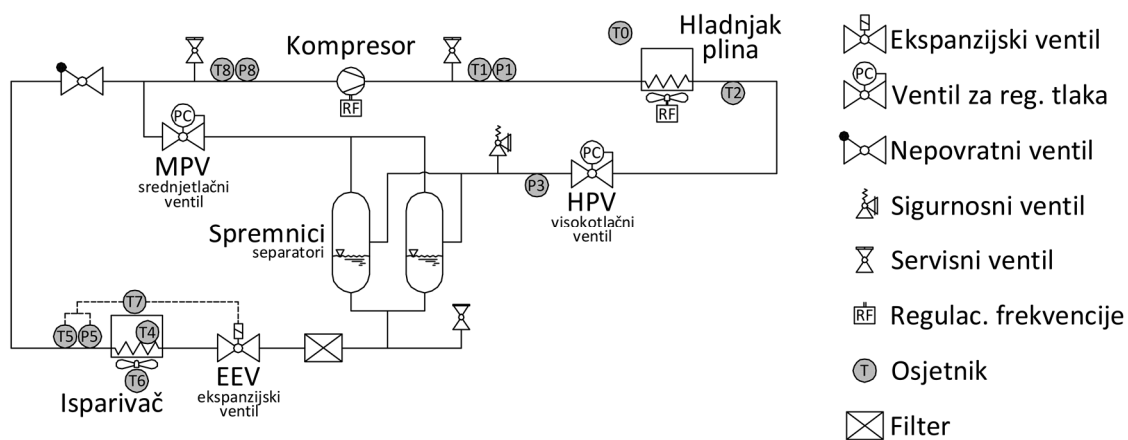 Kompresor
Hladnjak
plina
T0
T8 P8
T1 P1
T2
RF
RF
PC
MPV
srednjetlačni
ventil
PC
P3
HPV
visokotlačni
ventil
Spremnici
separatori
T7
T5 P5
T4
T6
Isparivač
EEV
ekspanzijski
ventil
Ekspanzijski ventil
PC Ventil za reg. tlaka
Nepovratni ventil
Sigurnosni ventil
Servisni ventil
RF Regulac. frekvencije
T Osjetnik
Filter